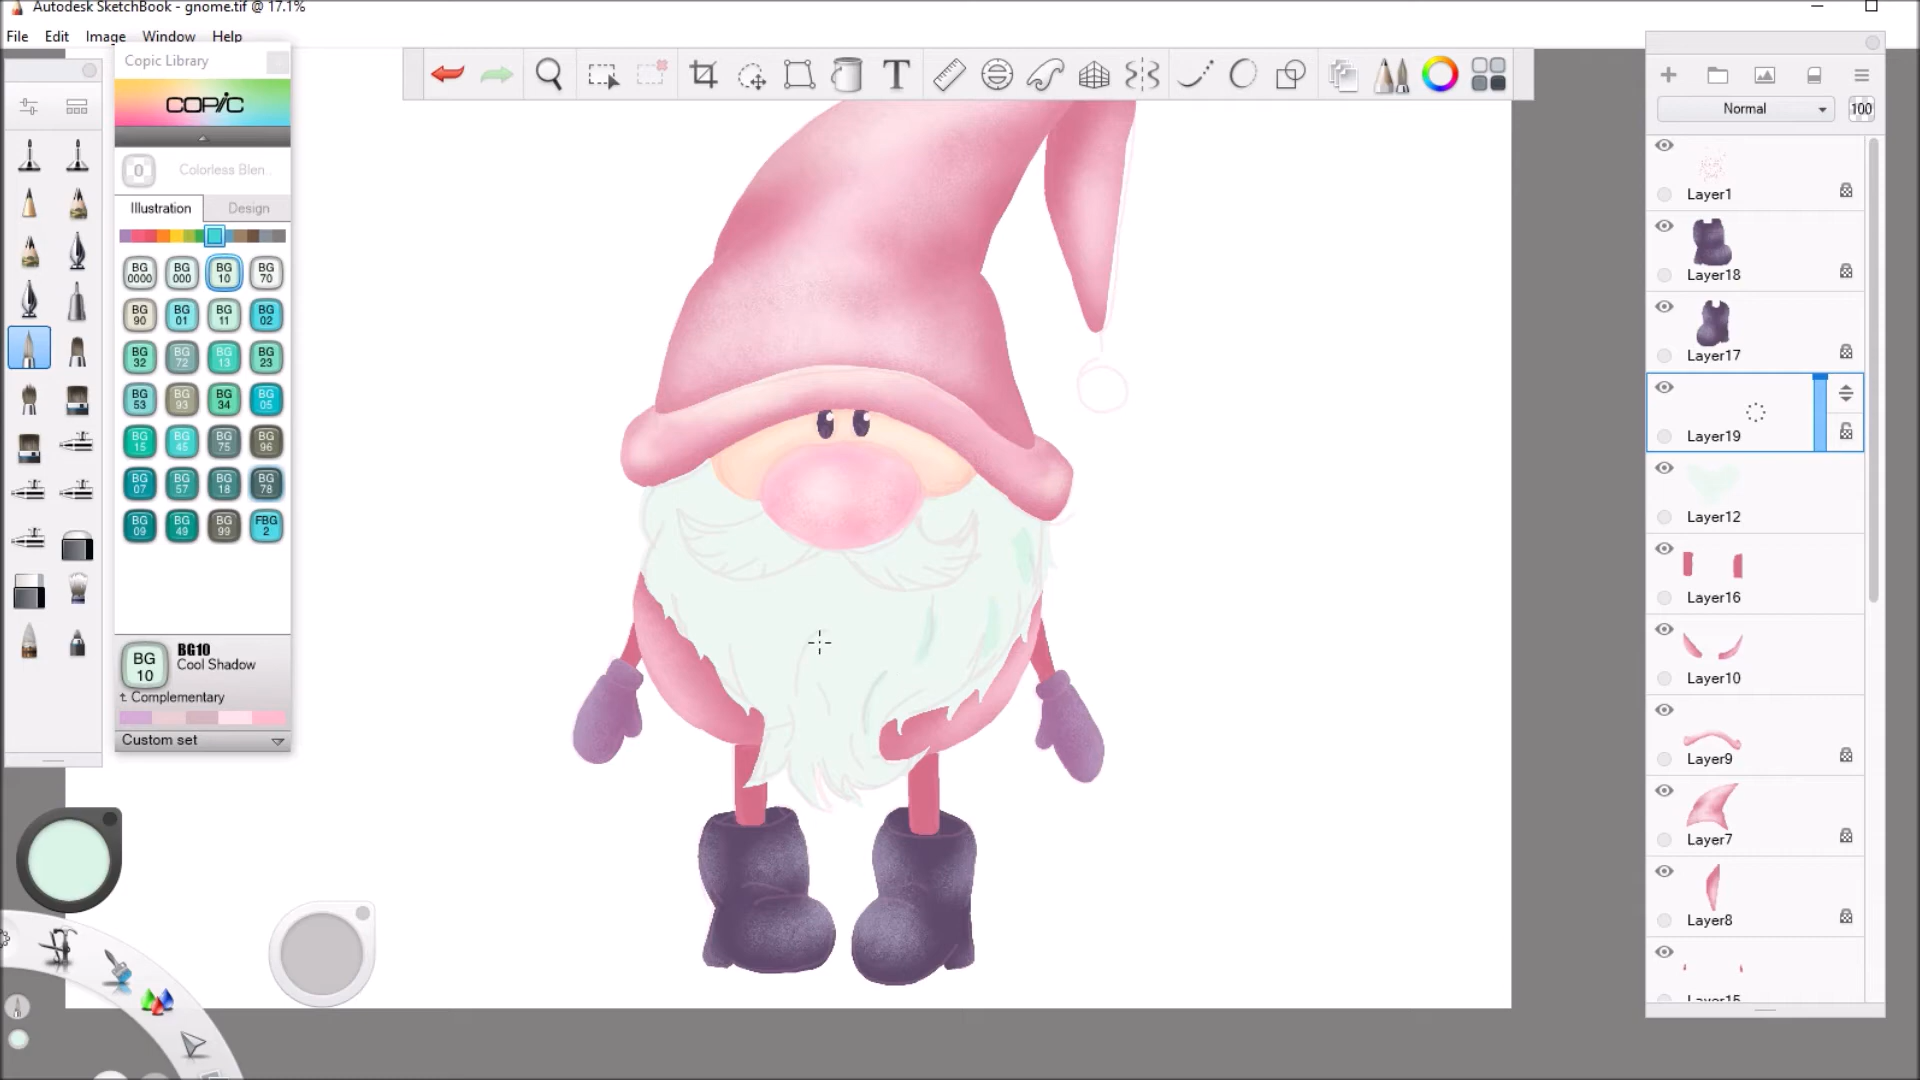 Autodesk SketchBook - gnome.tif @ 17.1%
File Edit Image Window Help
Copic Library
COPIC
0 Colorless Blen...
Illustration Design
BG 0000 BG 000 BG 10 BG 70
BG 90 BG 01 BG 11 BG 02
BG 32 BG 72 BG 13 BG 23
BG 53 BG 93 BG 34 BG 05
BG 15 BG 45 BG 75 BG 96
BG 07 BG 57 BG 18 BG 78
BG 09 BG 49 BG 99 FBG 2
BG 10
BG10
Cool Shadow
Complementary
Custom set
T
Normal 100
Layer1
Layer18
Layer17
Layer19
Layer12
Layer16
Layer10
Layer9
Layer7
Layer8
Layer15